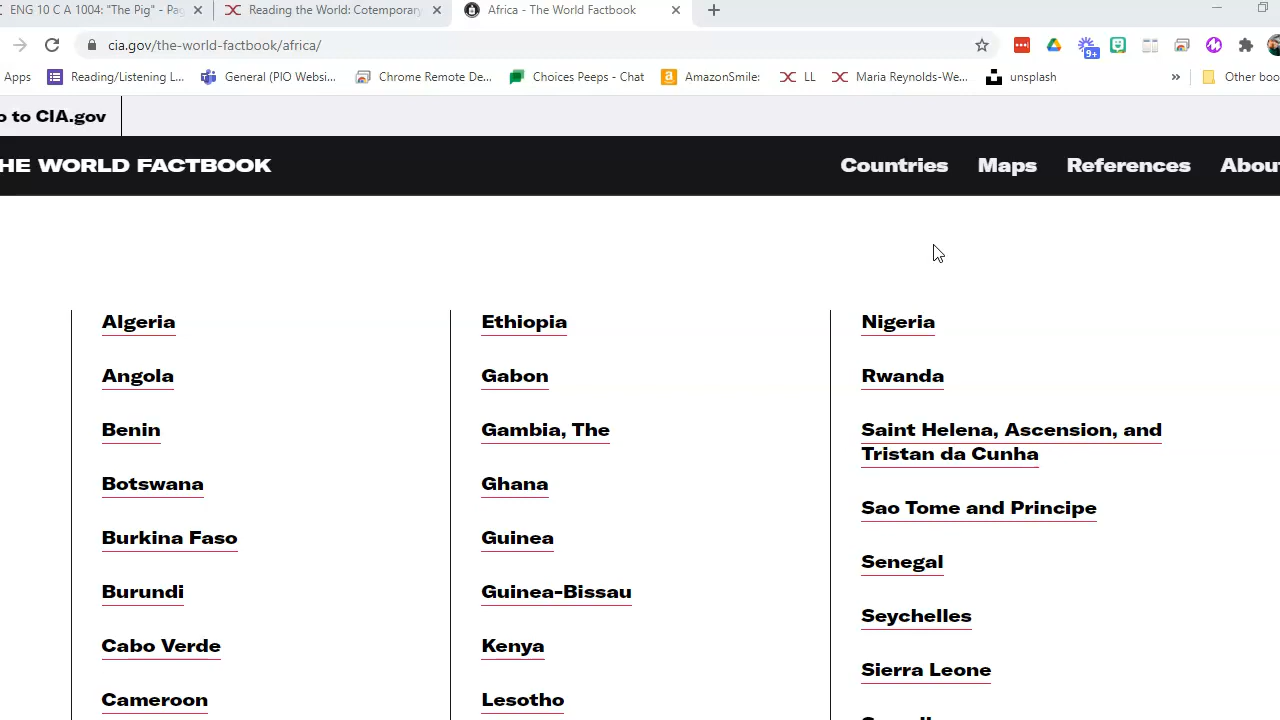 ENG 10 C A 1004: "The Pig" - Pag
Reading the World: Cotemporary
Africa - The World Factbook
cia.gov/the-world-factbook/africa/
9+
Apps
Reading/Listening L...
General (PIO Websi...
Chrome Remote De...
Choices Peeps - Chat
AmazonSmile:
LL
Maria Reynolds-We...
unsplash
»
Other boo
o to CIA.gov
HE WORLD FACTBOOK
Countries
Maps
References
Abou
Algeria
Angola
Benin
Botswana
Burkina Faso
Burundi
Cabo Verde
Cameroon
Ethiopia
Gabon
Gambia, The
Ghana
Guinea
Guinea-Bissau
Kenya
Lesotho
Nigeria
Rwanda
Saint Helena, Ascension, and
Tristan da Cunha
Sao Tome and Principe
Senegal
Seychelles
Sierra Leone